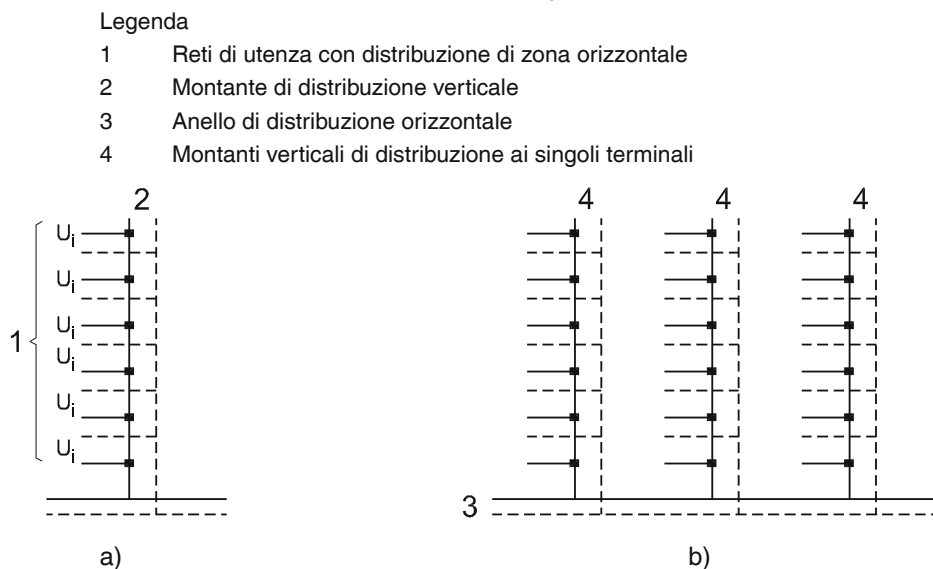 Legenda
1 Reti di utenza con distribuzione di zona orizzontale
2 Montante di distribuzione verticale
3 Anello di distribuzione orizzontale
4 Montanti verticali di distribuzione ai singoli terminali
2 4 4 4
Ui
Ui
Ui
1
Ui
Ui
Ui
3
a) b)